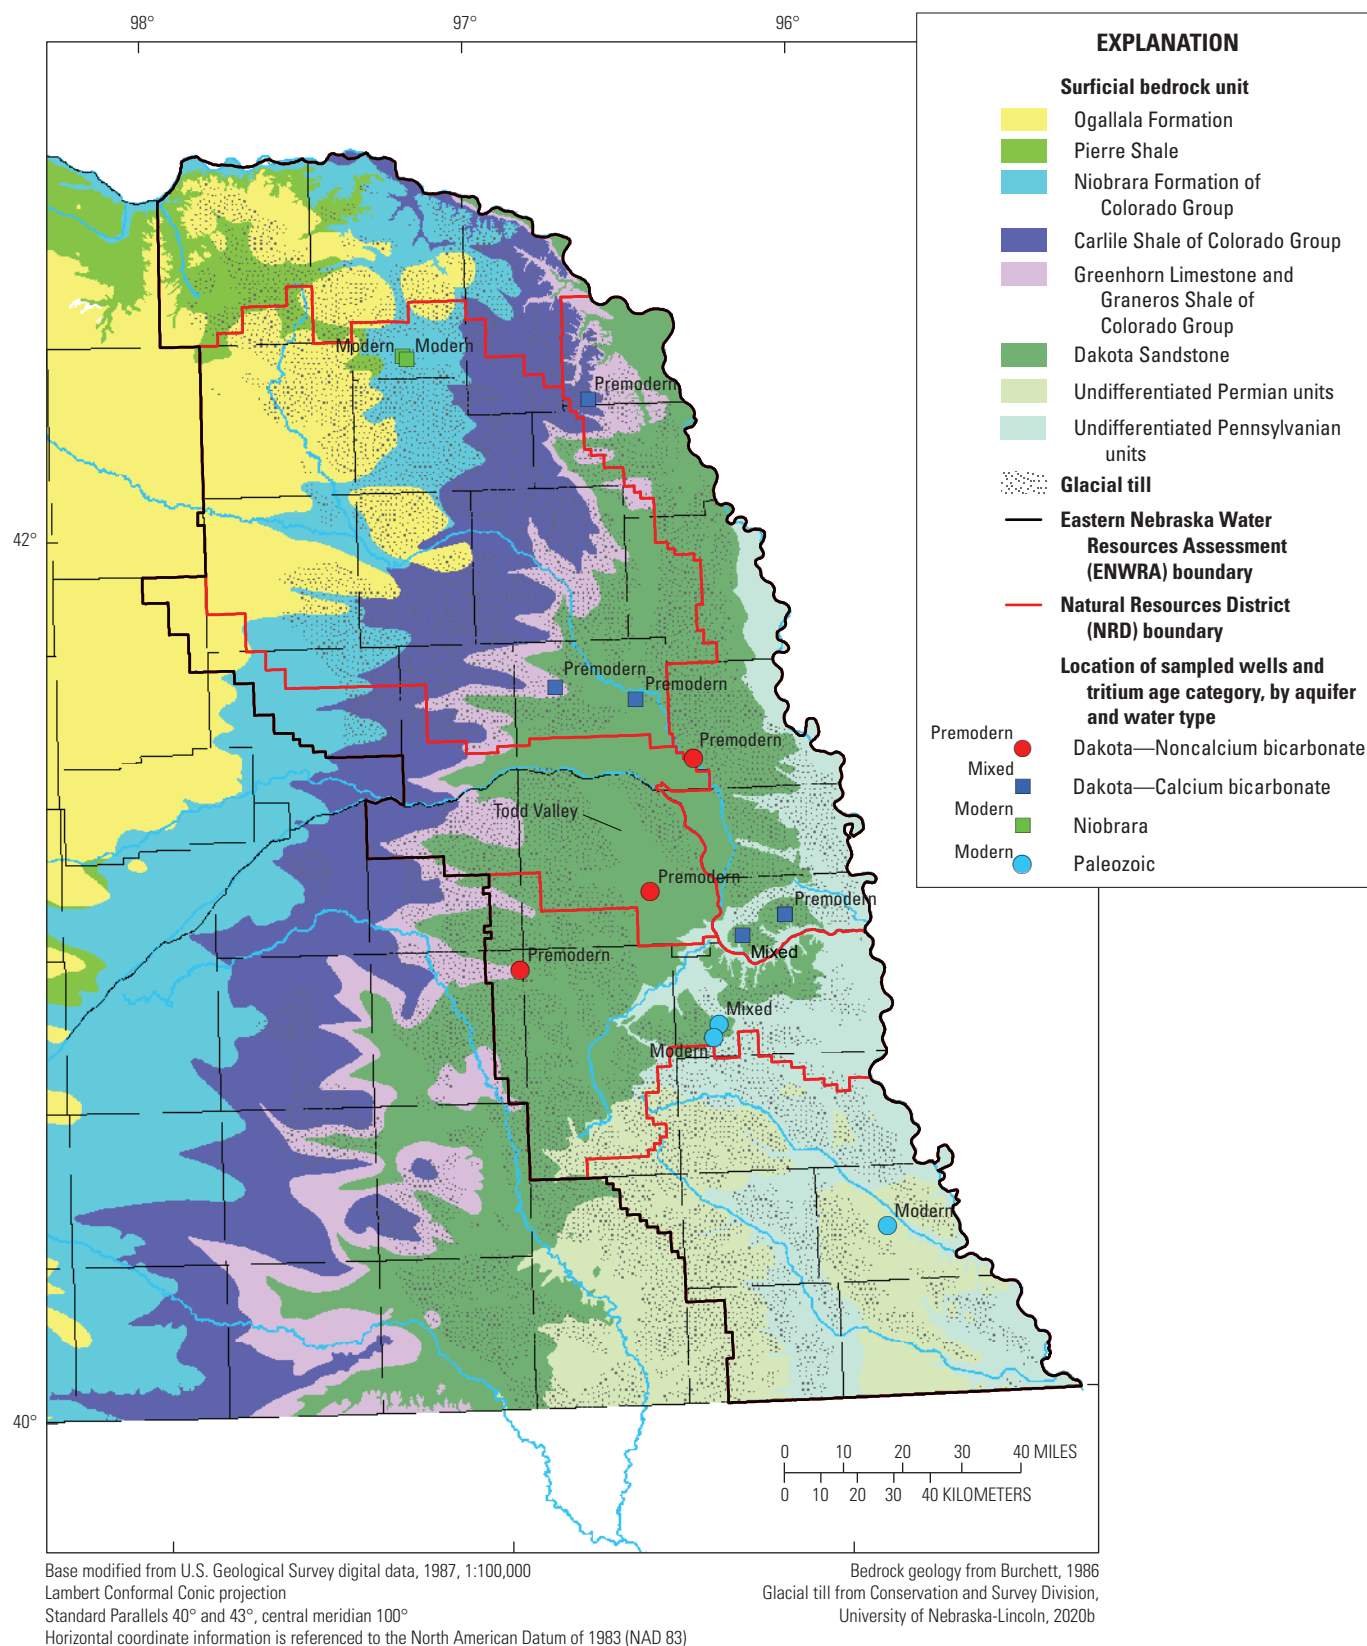 98°
97°
96°
42°
40°
EXPLANATION
Surficial bedrock unit
Ogallala Formation
Pierre Shale
Niobrara Formation of
Colorado Group
Carlile Shale of Colorado Group
Greenhorn Limestone and
Graneros Shale of
Colorado Group
Dakota Sandstone
Undifferentiated Permian units
Undifferentiated Pennsylvanian
units
Glacial till
Eastern Nebraska Water
Resources Assessment
(ENWRA) boundary
Natural Resources District
(NRD) boundary
Location of sampled wells and
tritium age category, by aquifer
and water type
Premodern
Dakota—Noncalcium bicarbonate
Mixed
Dakota—Calcium bicarbonate
Modern
Niobrara
Modern
Paleozoic
Modern
Modern
Premodern
Premodern
Premodern
Premodern
Todd Valley
Premodern
Premodern
Mixed
Premodern
Mixed
Modern
Modern
0 10 20 30 40 MILES
0 10 20 30 40 KILOMETERS
Base modified from U.S. Geological Survey digital data, 1987, 1:100,000
Lambert Conformal Conic projection
Standard Parallels 40° and 43°, central meridian 100°
Horizontal coordinate information is referenced to the North American Datum of 1983 (NAD 83)
Bedrock geology from Burchett, 1986
Glacial till from Conservation and Survey Division,
University of Nebraska-Lincoln, 2020b